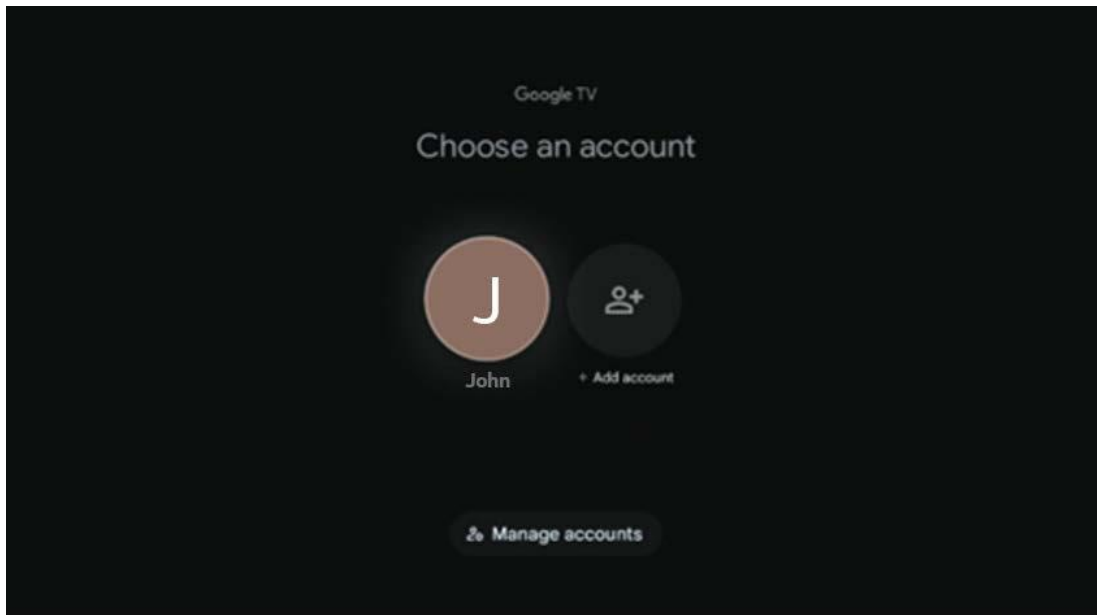 Google TV
Choose an account
J
John
+ Add account
Manage accounts